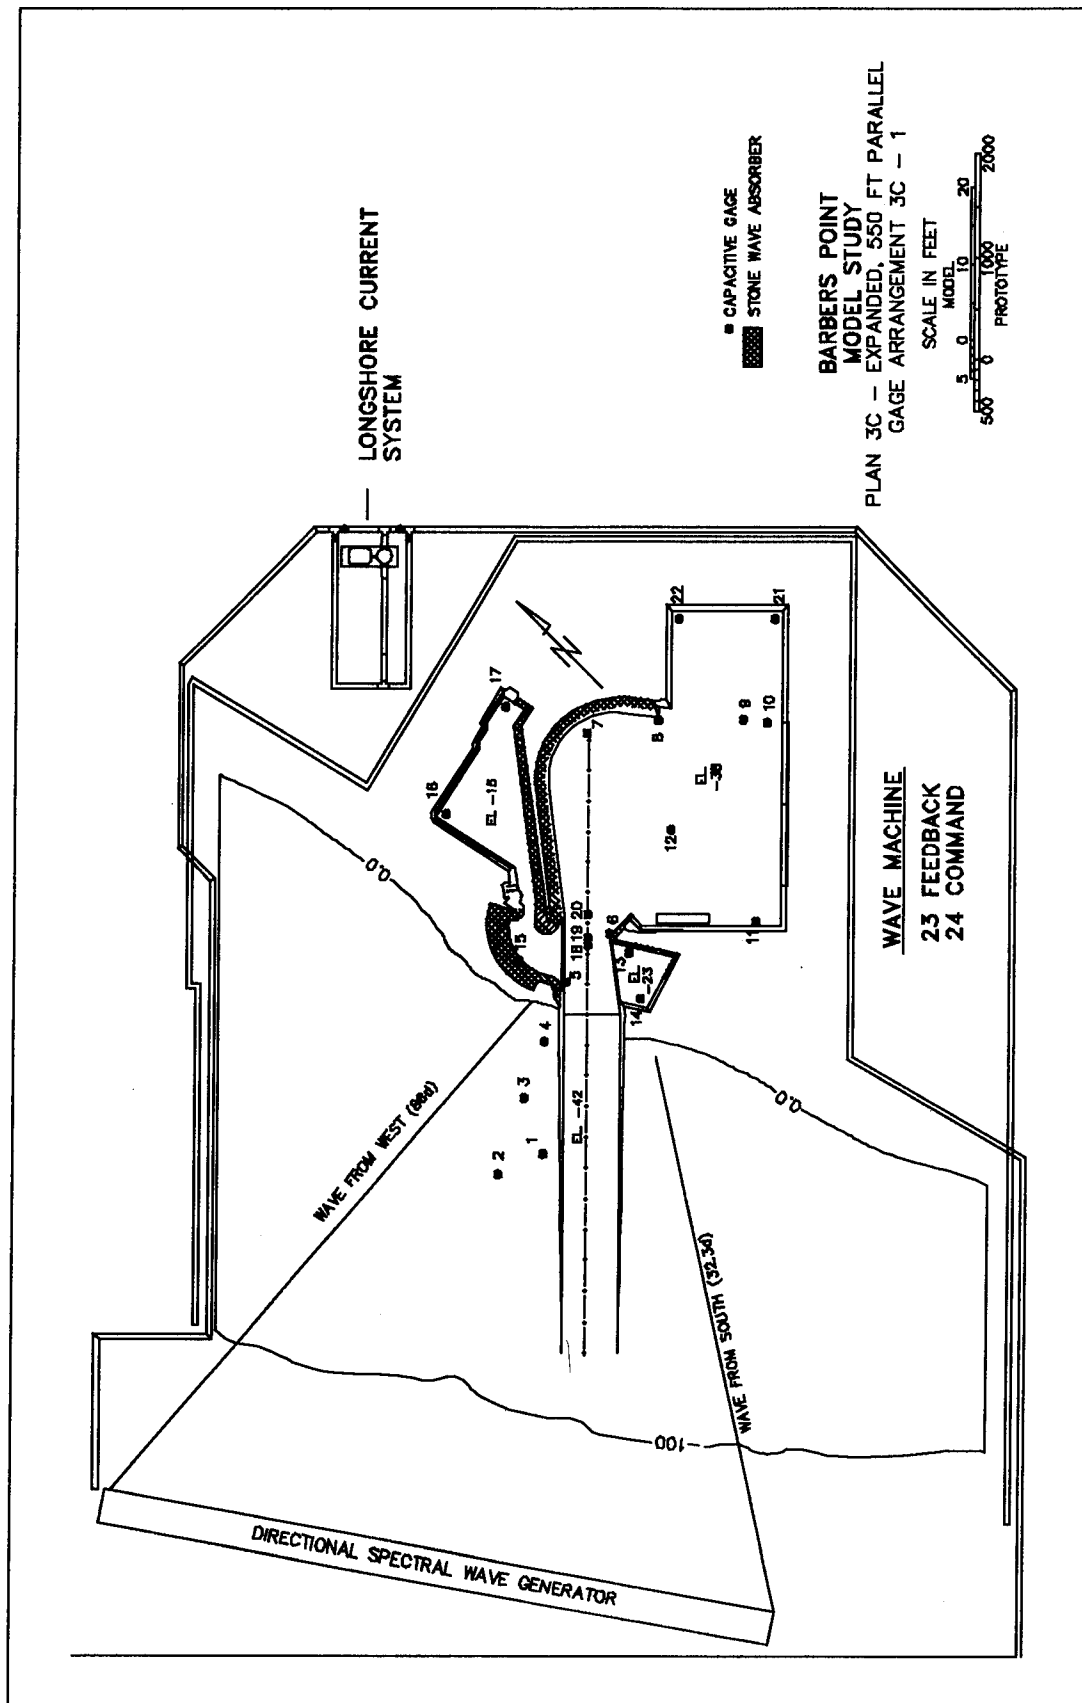 LONGSHORE CURRENT
SYSTEM
CAPACITIVE GAGE
STONE WAVE ABSORBER
BARBERS POINT
MODEL STUDY
PLAN 3C - EXPANDED, 550 FT PARALLEL
GAGE ARRANGEMENT 3C - 1
SCALE IN FEET
MODEL
5 0 10 20
500 0 1000 2000
PROTOTYPE
WAVE MACHINE
23 FEEDBACK
24 COMMAND
N
17
16
EL -15
15
0.0
22
21
7
8
9
10
EL
-38
12
11
18 19 20
6
13
EL
-23
14
5
4
3
1
2
EL -42
0.0
WAVE FROM WEST (86d)
WAVE FROM SOUTH (32.3d)
-100
DIRECTIONAL SPECTRAL WAVE GENERATOR